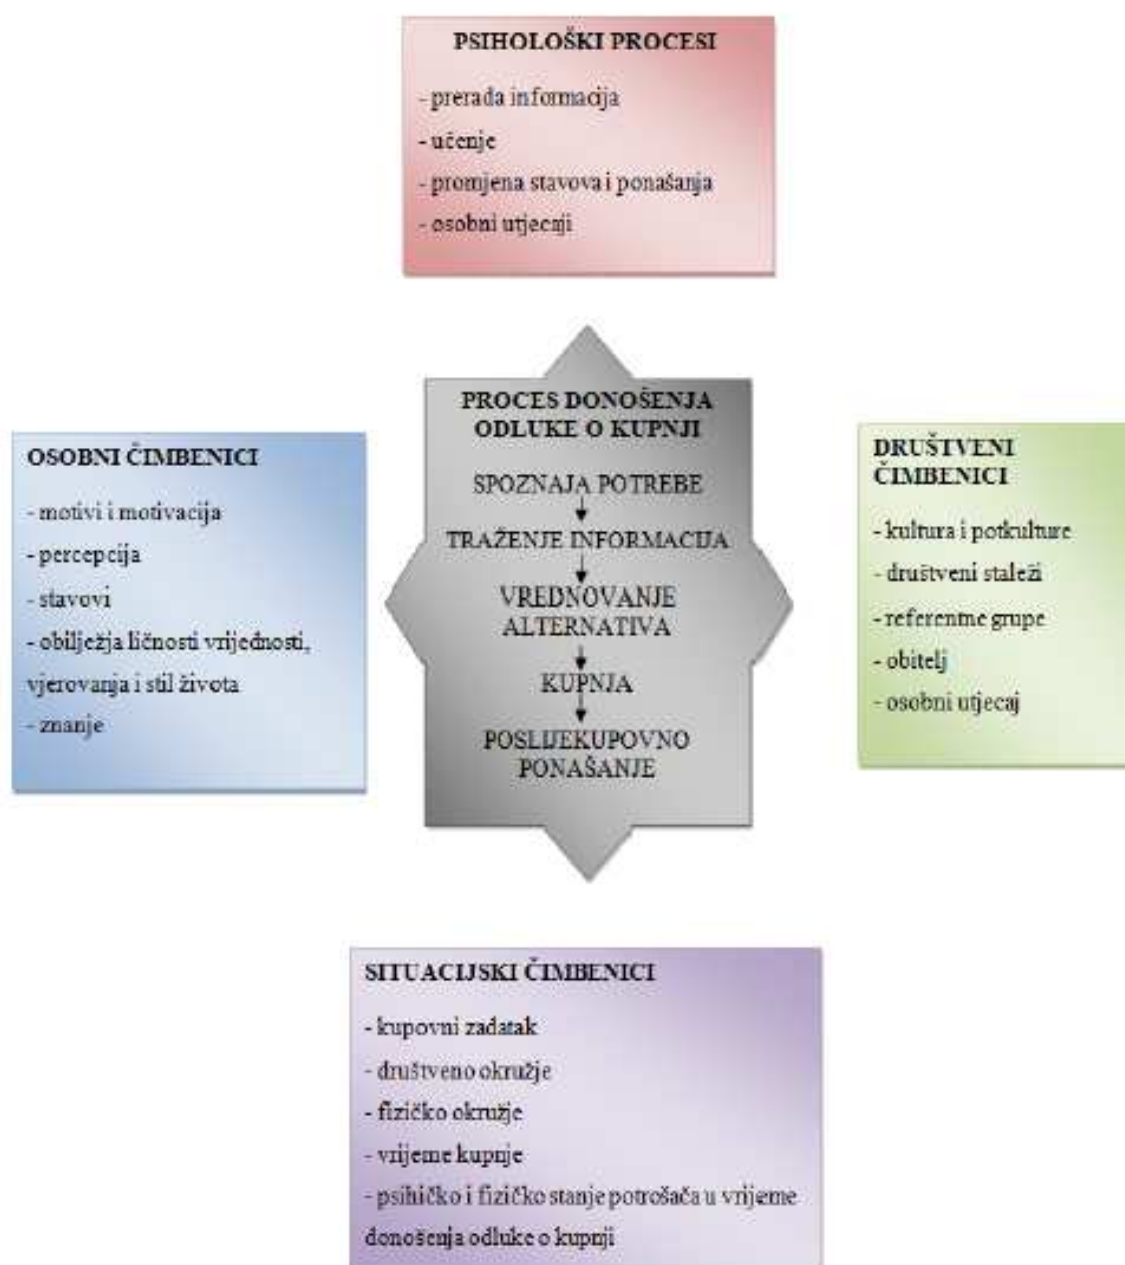 PSIHOLOŠKI PROCESI
- prerada informacija
- učenje
- promjena stavova i ponašanja
- osobni utjecaji
OSOBNI ČIMBENICI
- motivi i motivacija
- percepcija
- stavovi
- obilježja ličnosti vrijednosti,
vjerovanja i stil života
- znanje
PROCES DONOŠENJA
ODLUKE O KUPNJI
SPOZNAJA POTREBE
TRAŽENJE INFORMACIJA
VREDNOVANJE
ALTERNATIVA
KUPNJA
POSLIJEKUPOVNO
PONAŠANJE
DRUŠTVENI
ČIMBENICI
- kultura i potkulture
- društveni staleži
- referentne grupe
- obitelj
- osobni utjecaj
SITUACIJSKI ČIMBENICI
- kupovni zadatak
- društveno okružje
- fizičko okružje
- vrijeme kupnje
- psihičko i fizičko stanje potrošača u vrijeme
donošenja odluke o kupnji